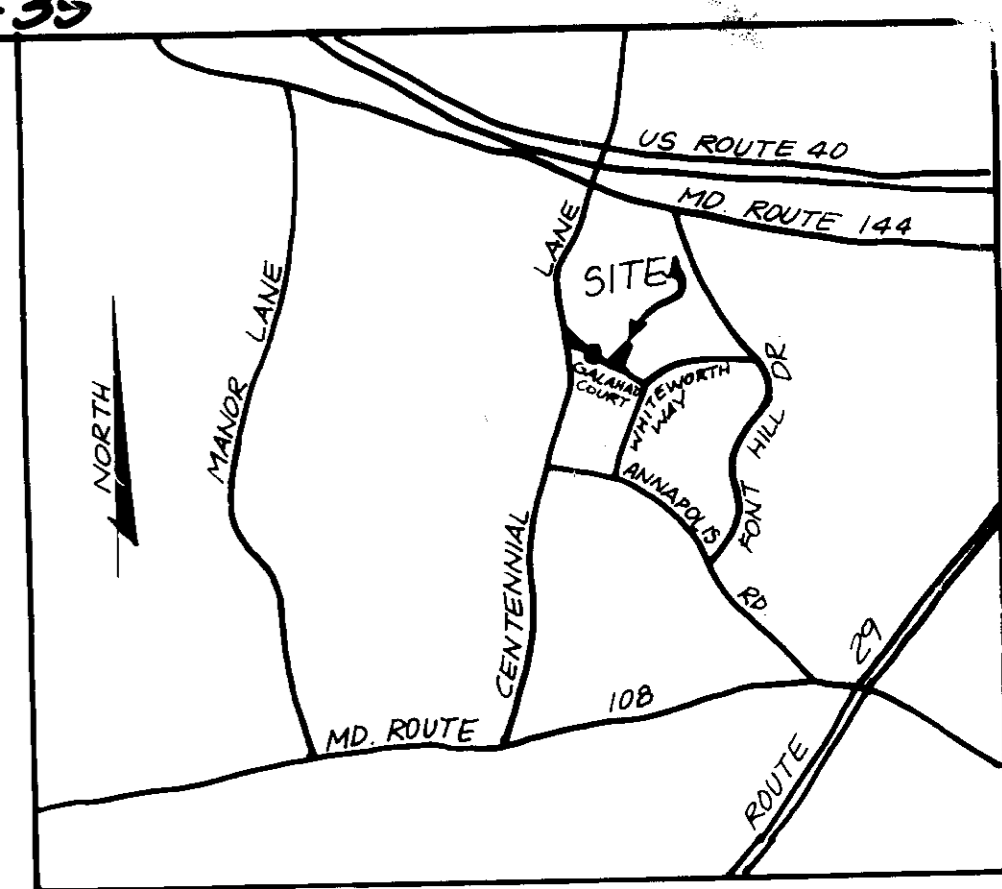 US ROUTE 40
MD. ROUTE 144
LANE
SITE
MANOR LANE
NORTH
GALAHAD
COURT
WHITEWORTH
WAY
FONT HILL DR.
ANNAPOLIS RD.
CENTENNIAL
MD. ROUTE 108
ROUTE 29